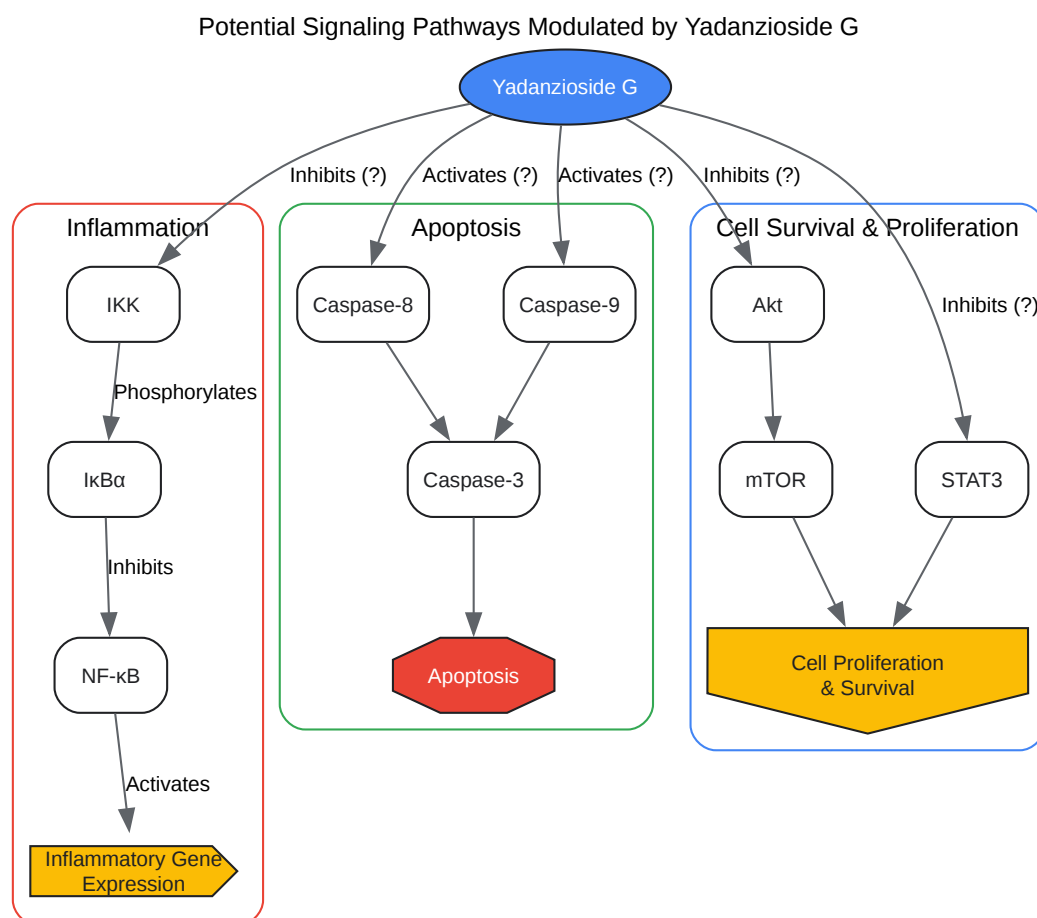 Potential Signaling Pathways Modulated by Yadanzioside G
Yadanzioside G
Inhibits (?)
Activates (?)
Activates (?)
Inhibits (?)
Inhibits (?)
Inflammation
IKK
Phosphorylates
IκBα
Inhibits
NF-κB
Activates
Inflammatory Gene
Expression
Apoptosis
Caspase-8
Caspase-9
Caspase-3
Apoptosis
Cell Survival & Proliferation
Akt
mTOR
STAT3
Cell Proliferation
& Survival